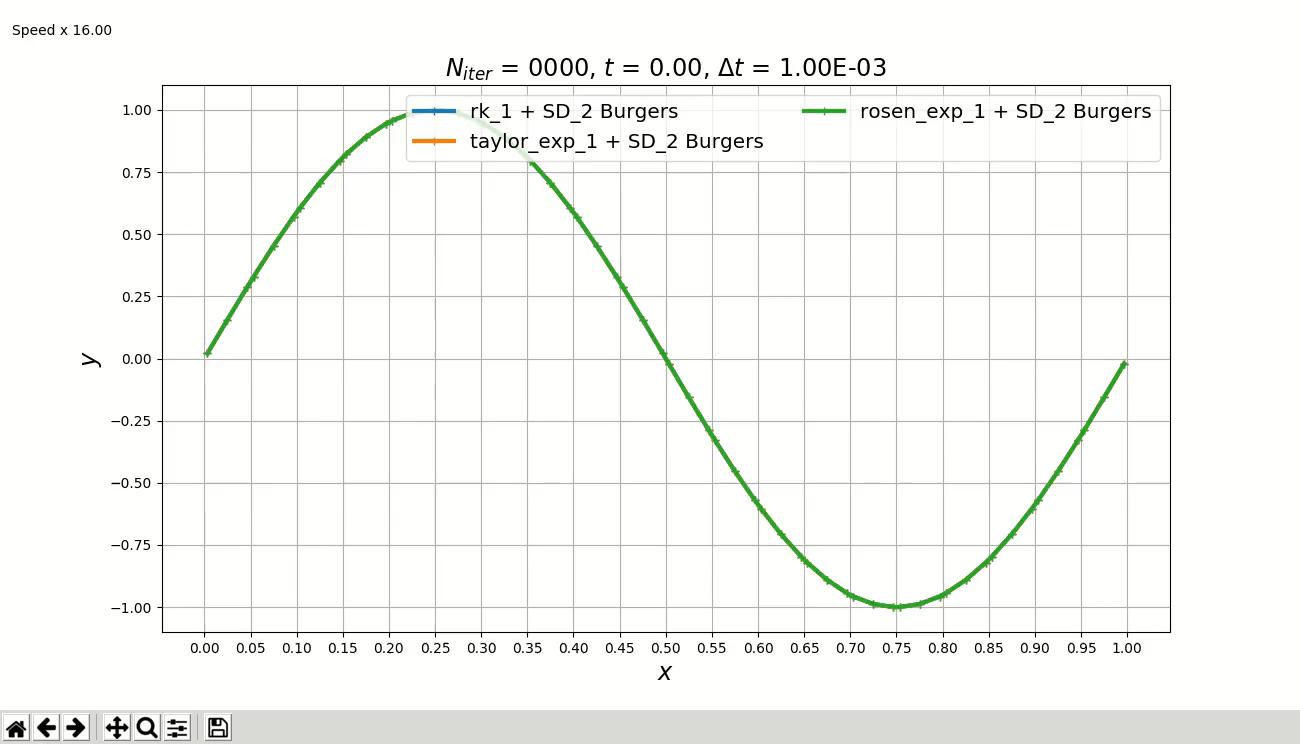 Speed x 16.00
N_iter = 0000, t = 0.00, Δt = 1.00E-03
rk_1 + SD_2 Burgers
taylor_exp_1 + SD_2 Burgers
rosen_exp_1 + SD_2 Burgers
1.00
0.75
0.50
0.25
0.00
−0.25
−0.50
−0.75
−1.00
y
0.00 0.05 0.10 0.15 0.20 0.25 0.30 0.35 0.40 0.45 0.50 0.55 0.60 0.65 0.70 0.75 0.80 0.85 0.90 0.95 1.00
x